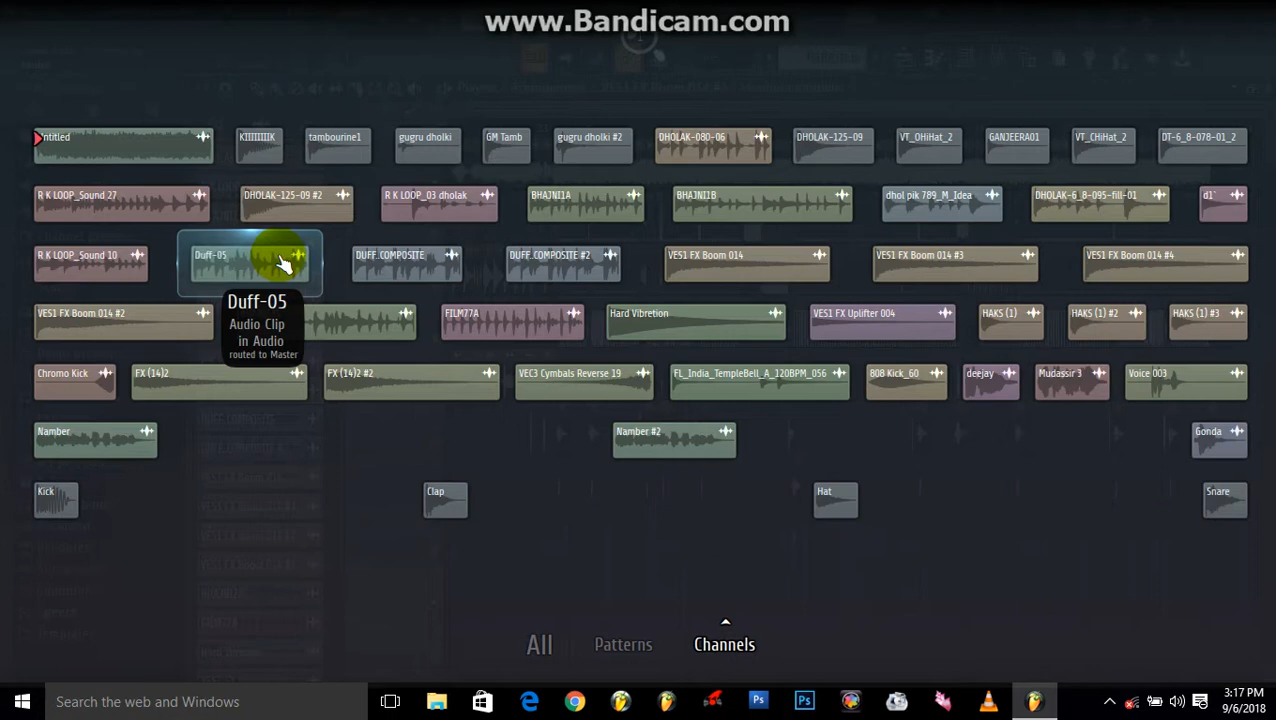 www.Bandicam.com
ntitled
KIIIIIIIK
tambourine1
gugru dholki
GM Tamb
gugru dholki #2
DHOLAK-080-06
DHOLAK-125-09
VT_OHiHat_2
GANJEERA01
VT_CHiHat_2
DT-6_8-078-01_2
R K LOOP_Sound 27
DHOLAK-125-09 #2
R K LOOP_03 dholak
BHAJNI1A
BHAJNI1B
dhol pik 789_M_Idea
DHOLAK-6_8-095-fill-01
d1
R K LOOP_Sound 10
Duff-05
DUFF.COMPOSITE
DUFF.COMPOSITE #2
VES1 FX Boom 014
VES1 FX Boom 014 #3
VES1 FX Boom 014 #4
Duff-05
Audio Clip
in Audio
routed to Master
VES1 FX Boom 014 #2
FILM77A
Hard Vibretion
VES1 FX Uplifter 004
HAKS (1)
HAKS (1) #2
HAKS (1) #3
Chromo Kick
FX (14)2
FX (14)2 #2
VEC3 Cymbals Reverse 19
FL_India_TempleBell_A_120BPM_056
808 Kick_60
deejay
Mudassir 3
Voice 003
Namber
Namber #2
Gonda
Kick
Clap
Hat
Snare
All
Patterns
Channels
Search the web and Windows
3:17 PM
9/6/2018